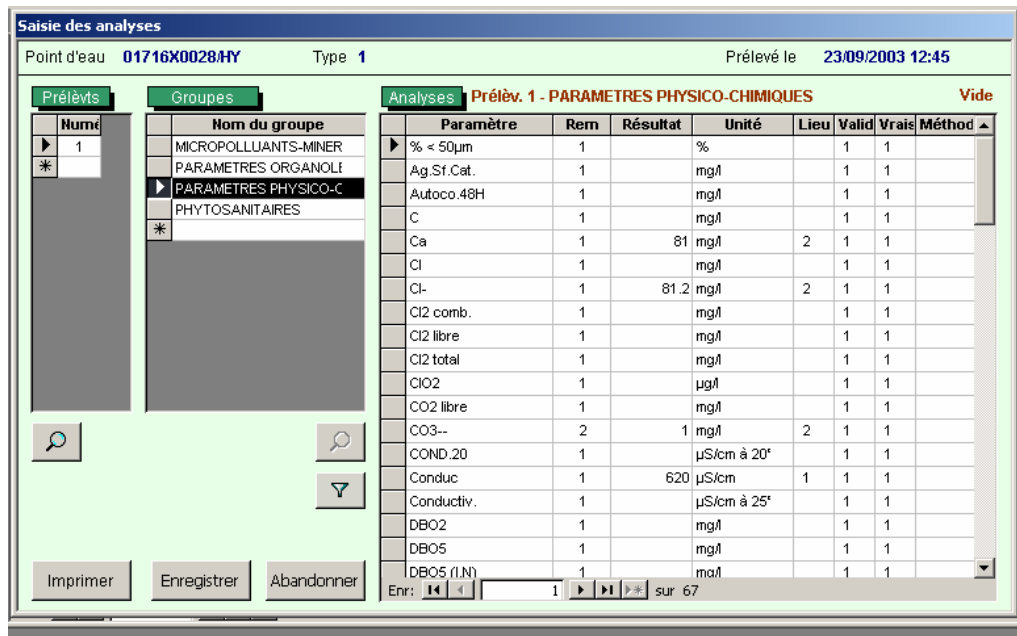 Saisie des analyses
Point d'eau 01716X0028/HY Type 1 Prélevé le 23/09/2003 12:45
Prélèvts Groupes Analyses Prélèv. 1 - PARAMETRES PHYSICO-CHIMIQUES Vide
Numé
1
Nom du groupe
MICROPOLLUANTS-MINER
PARAMETRES ORGANOLE
PARAMETRES PHYSICO-C
PHYTOSANITAIRES
Paramètre Rem Résultat Unité Lieu Valid Vrais Méthod
% < 50µm 1 % 1 1
Ag.Sf.Cat. 1 mg/l 1 1
Autoco.48H 1 mg/l 1 1
C 1 mg/l 1 1
Ca 1 81 mg/l 2 1 1
Cl 1 mg/l 1 1
Cl- 1 81.2 mg/l 2 1 1
Cl2 comb. 1 mg/l 1 1
Cl2 libre 1 mg/l 1 1
Cl2 total 1 mg/l 1 1
ClO2 1 µg/l 1 1
CO2 libre 1 mg/l 1 1
CO3-- 2 1 mg/l 2 1 1
COND.20 1 µS/cm à 20° 1 1
Conduc 1 620 µS/cm 1 1 1
Conductiv. 1 µS/cm à 25° 1 1
DBO2 1 mg/l 1 1
DBO5 1 mg/l 1 1
DBO5 (I.N) 1 mg/l 1 1
Enr: 1 sur 67
Imprimer Enregistrer Abandonner